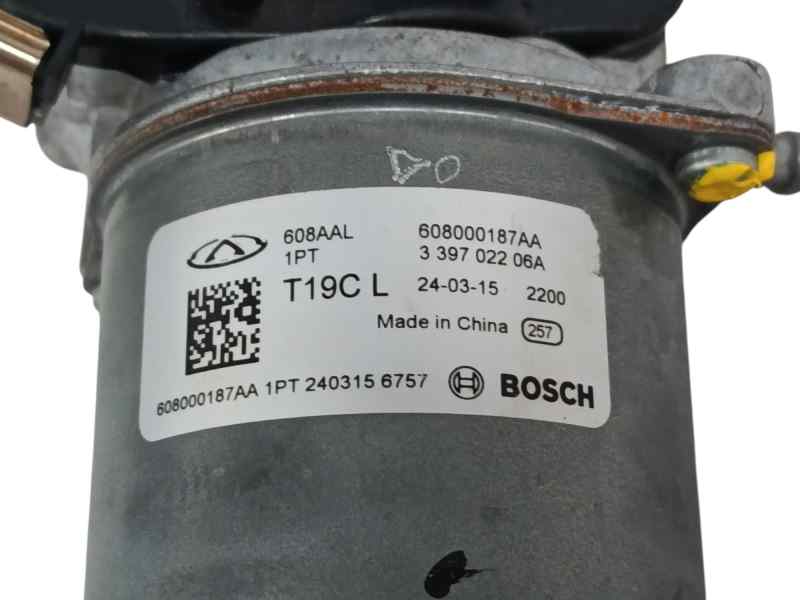 608AAL 608000187AA
1PT 3 397 022 06A
T19C L 24-03-15 2200
Made in China 257
608000187AA 1PT 240315 6757 BOSCH